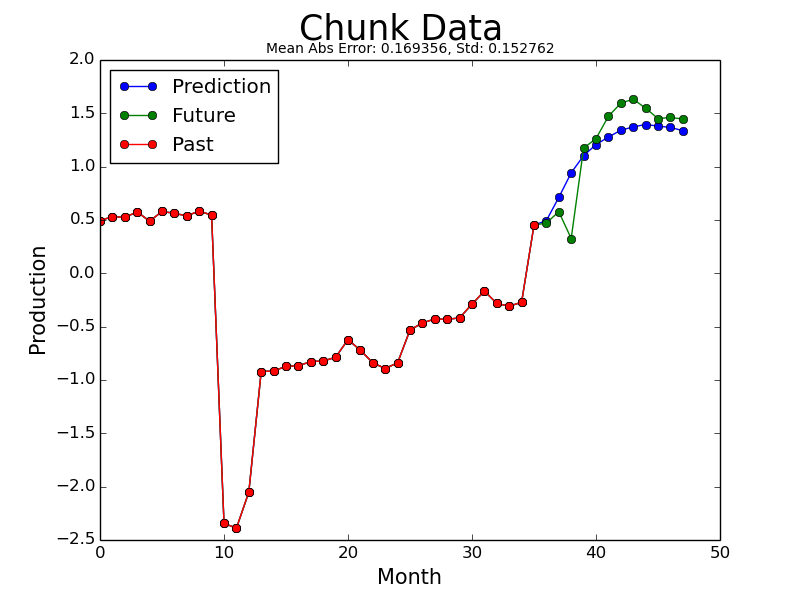 Chunk Data
Mean Abs Error: 0.169356, Std: 0.152762
2.0
1.5
1.0
0.5
0.0
−0.5
−1.0
−1.5
−2.0
−2.5
Production
Prediction
Future
Past
0 10 20 30 40 50
Month